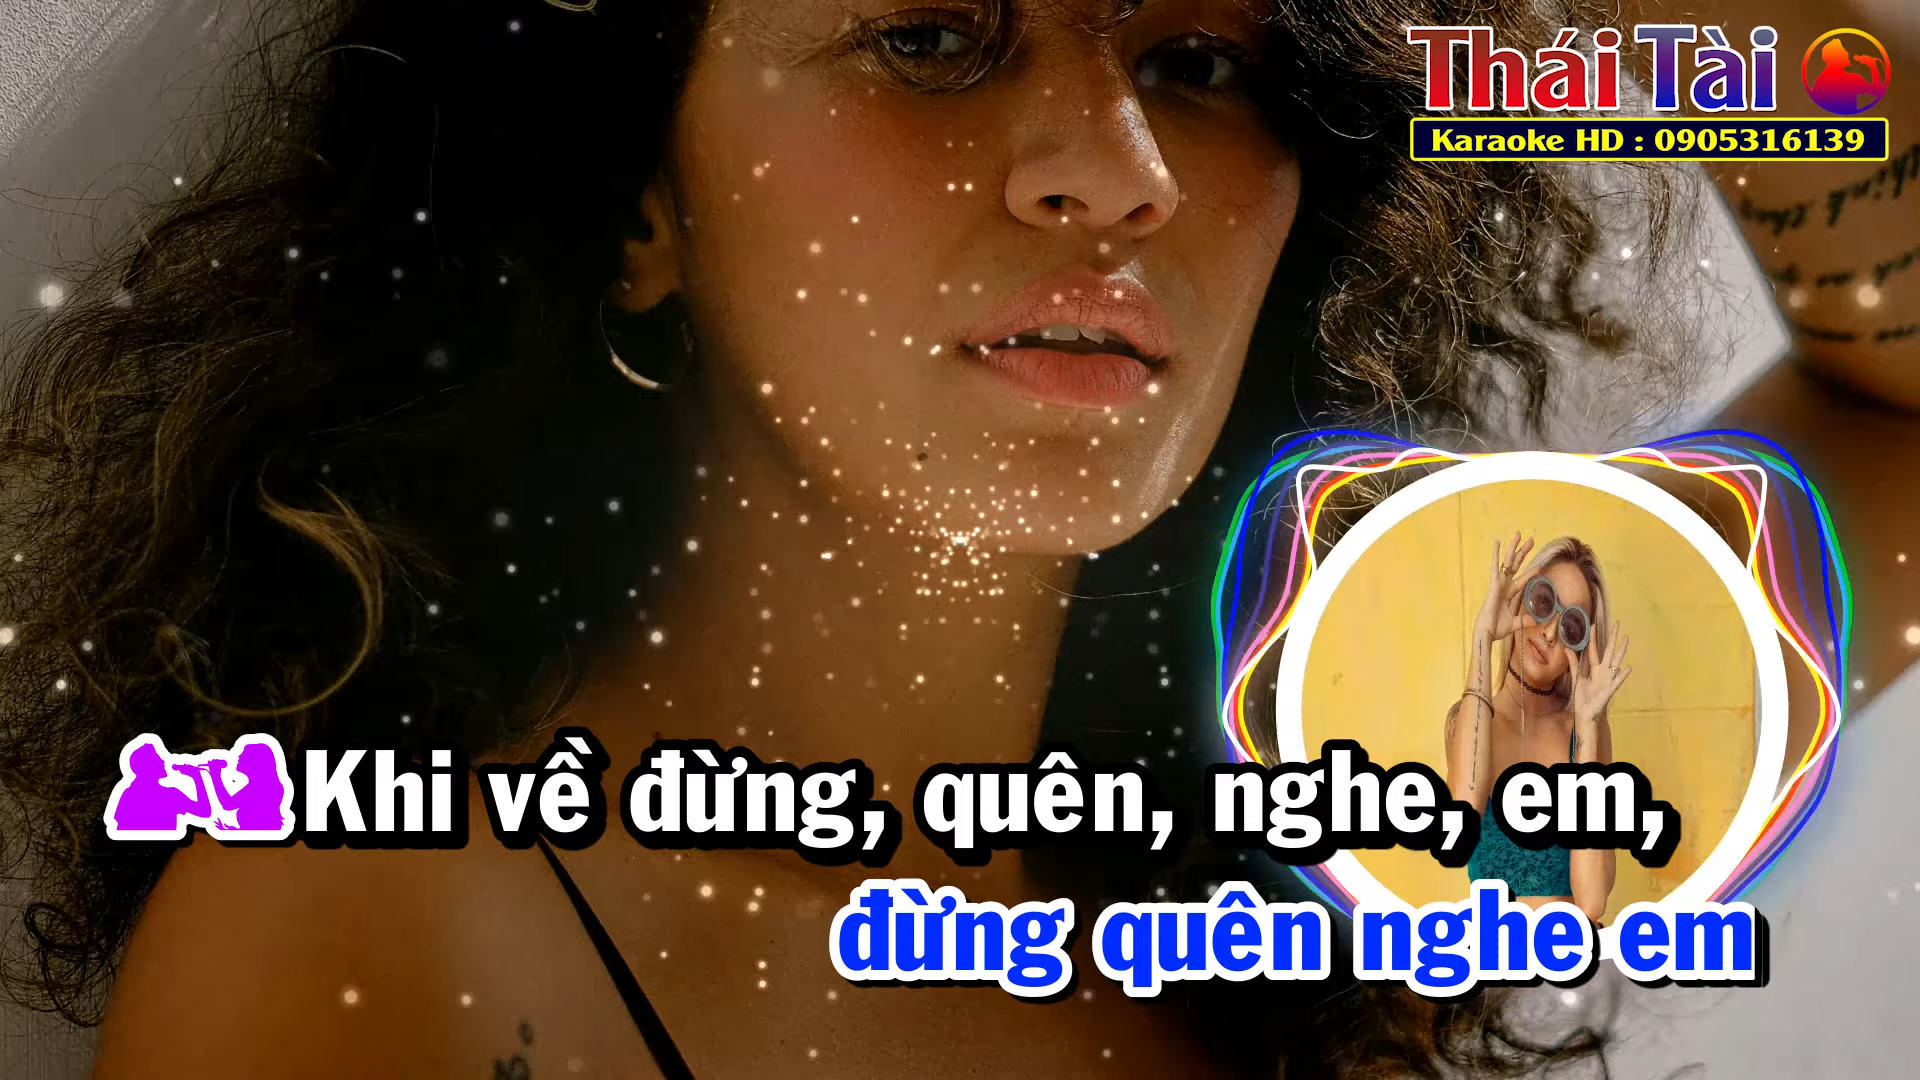 Thái Tài
Karaoke HD : 0905316139
Khi về đừng, quên, nghe, em,
đừng quên nghe em